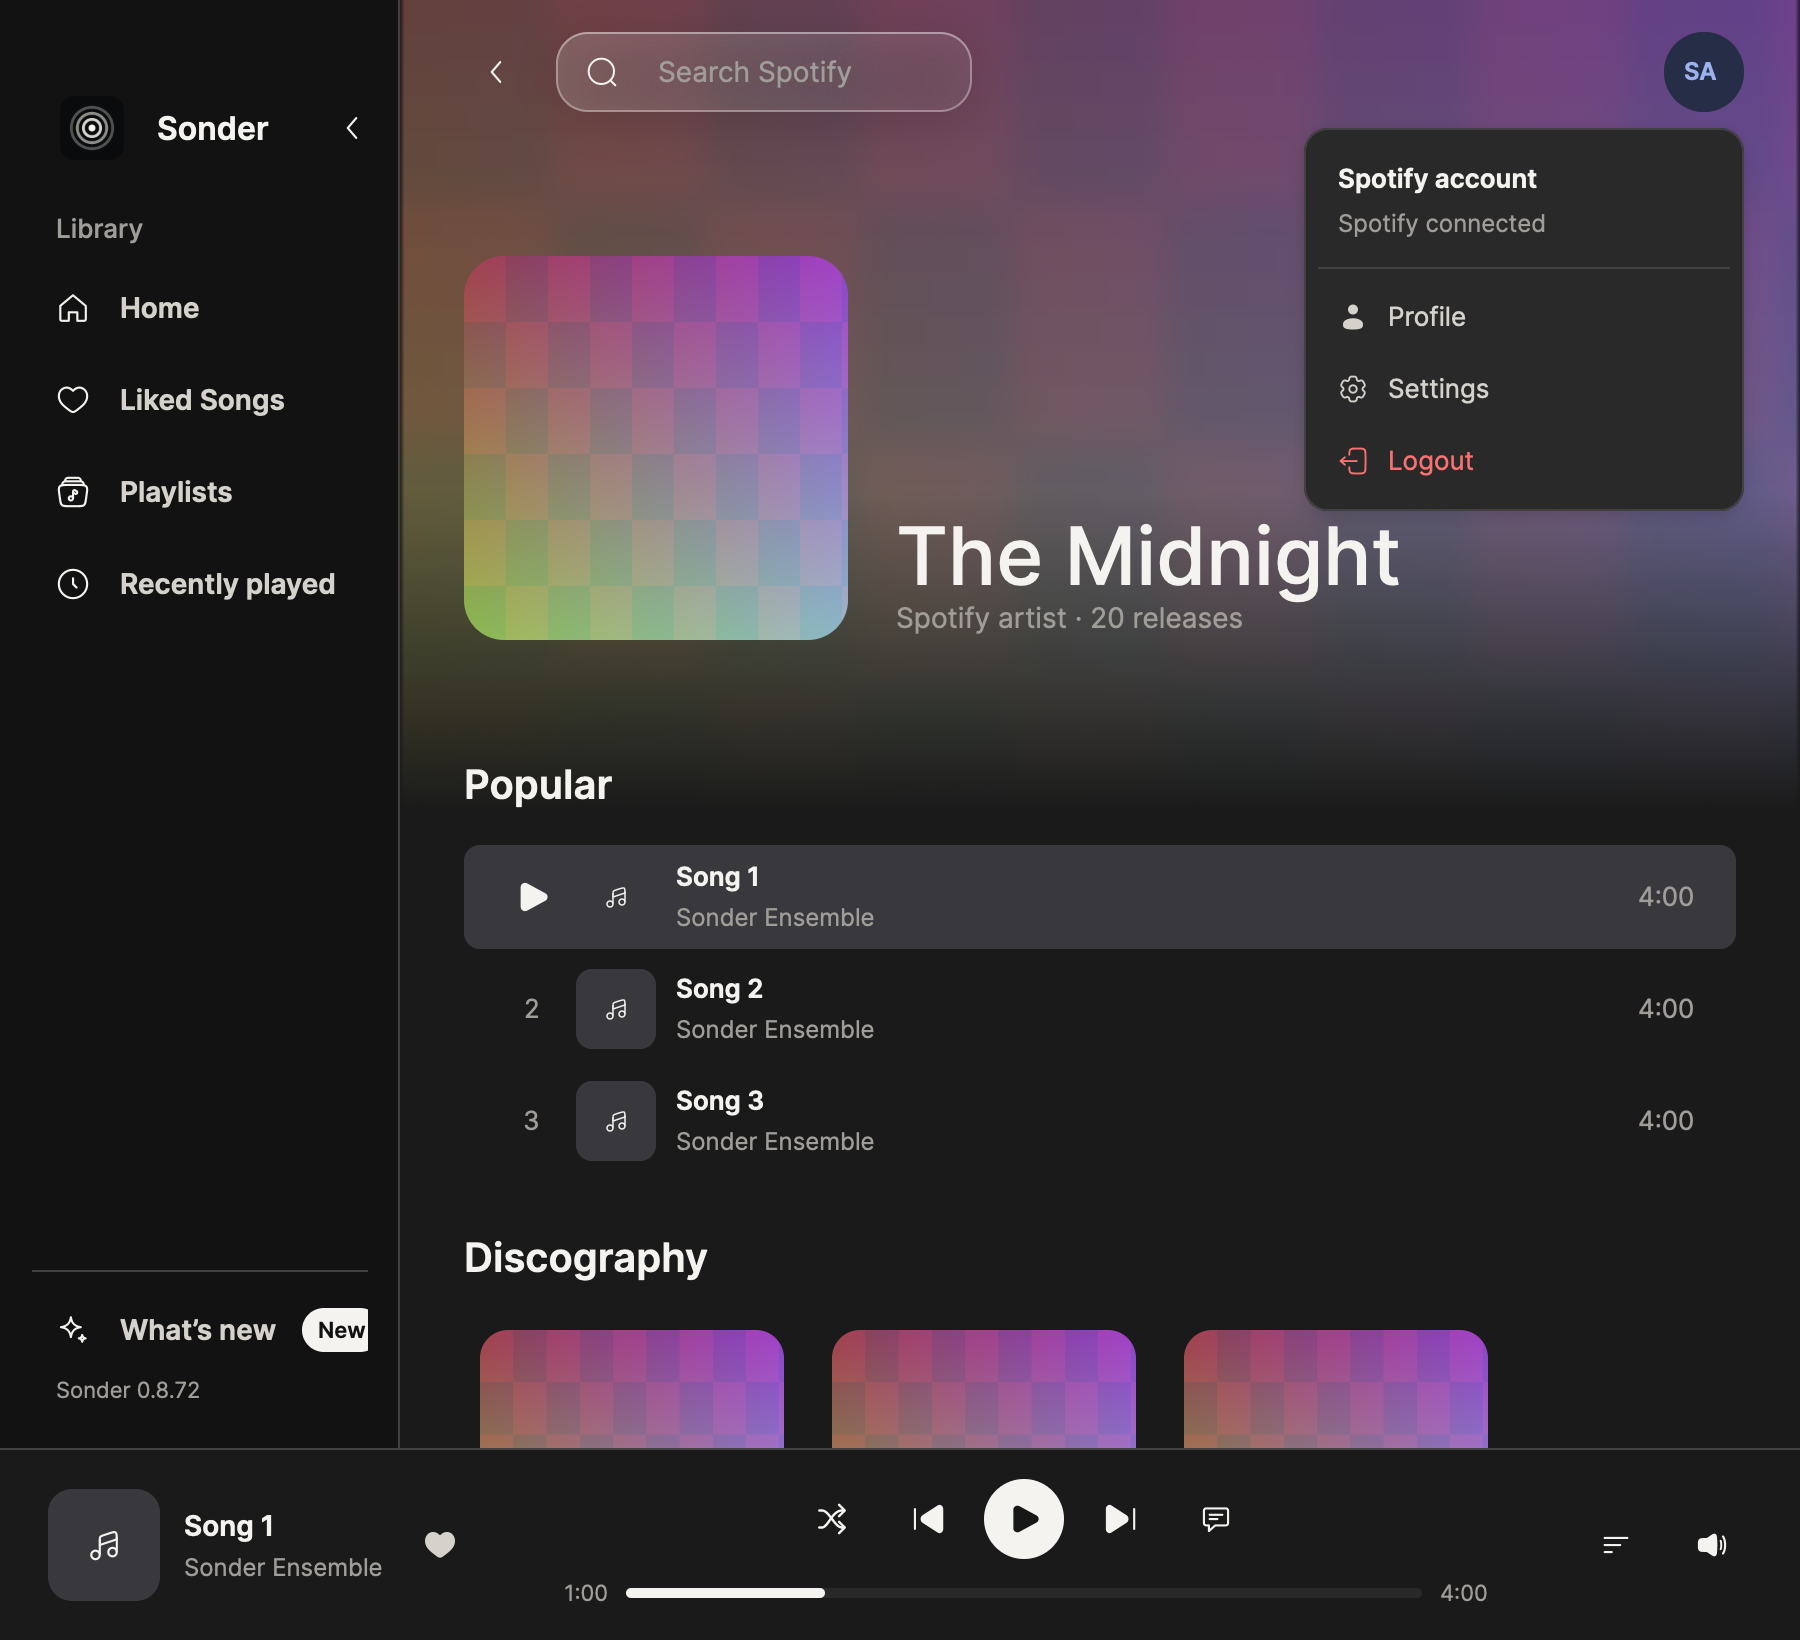 Sonder
Library
Home
Liked Songs
Playlists
Recently played
What's new
New
Sonder 0.8.72
Search Spotify
SA
Spotify account
Spotify connected
Profile
Settings
Logout
The Midnight
Spotify artist · 20 releases
Popular
Song 1
Sonder Ensemble
4:00
2
Song 2
Sonder Ensemble
4:00
3
Song 3
Sonder Ensemble
4:00
Discography
Song 1
Sonder Ensemble
1:00
4:00